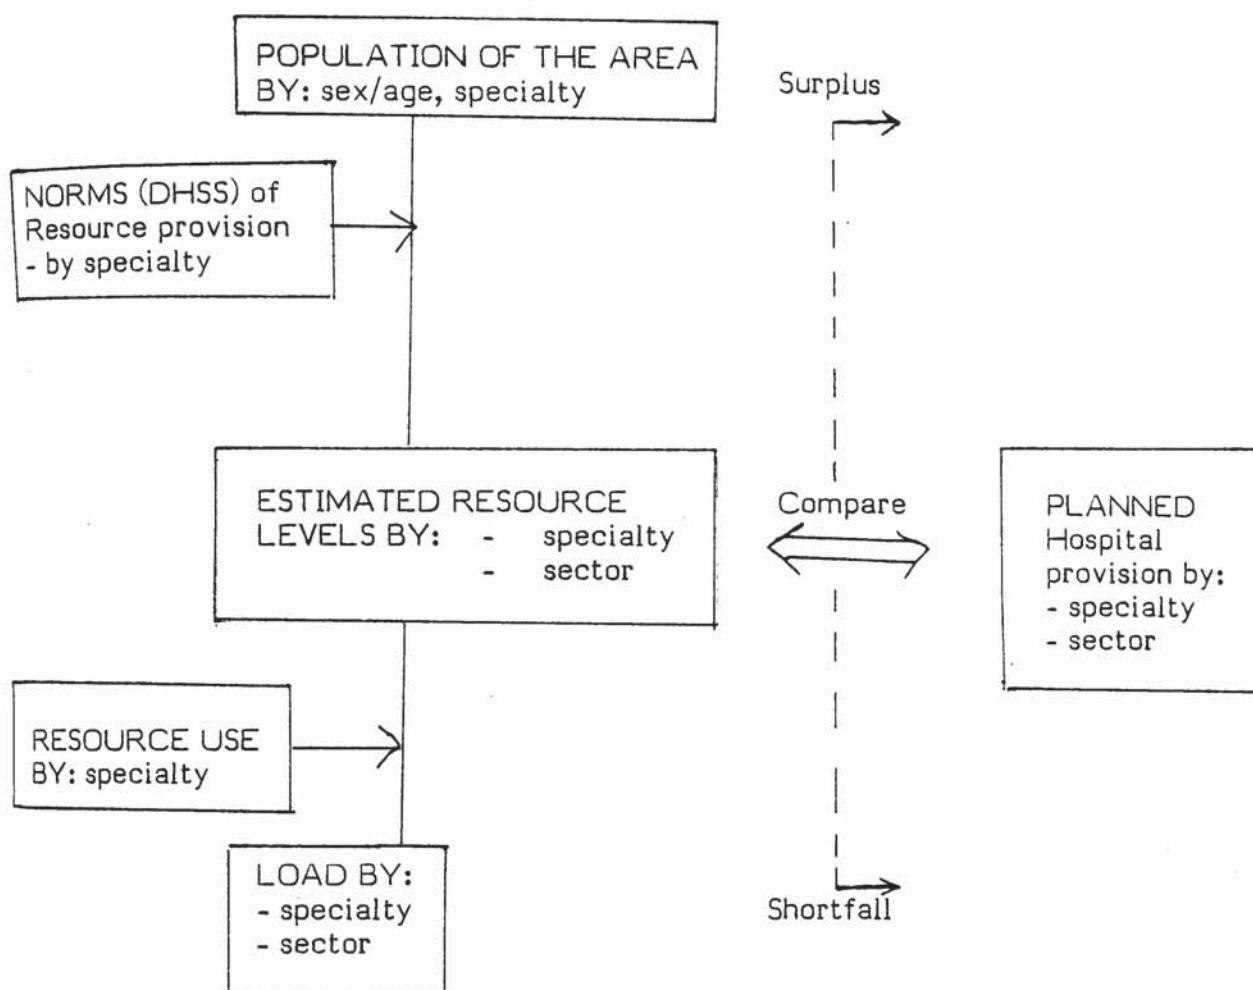 POPULATION OF THE AREA
BY: sex/age, specialty
Surplus
NORMS (DHSS) of
Resource provision
- by specialty
ESTIMATED RESOURCE
LEVELS BY: - specialty
- sector
Compare
PLANNED
Hospital
provision by:
- specialty
- sector
RESOURCE USE
BY: specialty
LOAD BY:
- specialty
- sector
Shortfall